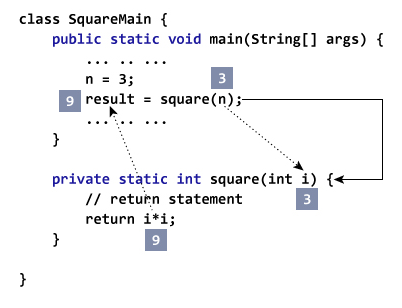 class SquareMain {
public static void main(String[] args) {
... .. ...
n = 3;
3
9
result = square(n);
... .. ...
}
private static int square(int i) {
// return statement
3
return i*i;
}
9
}